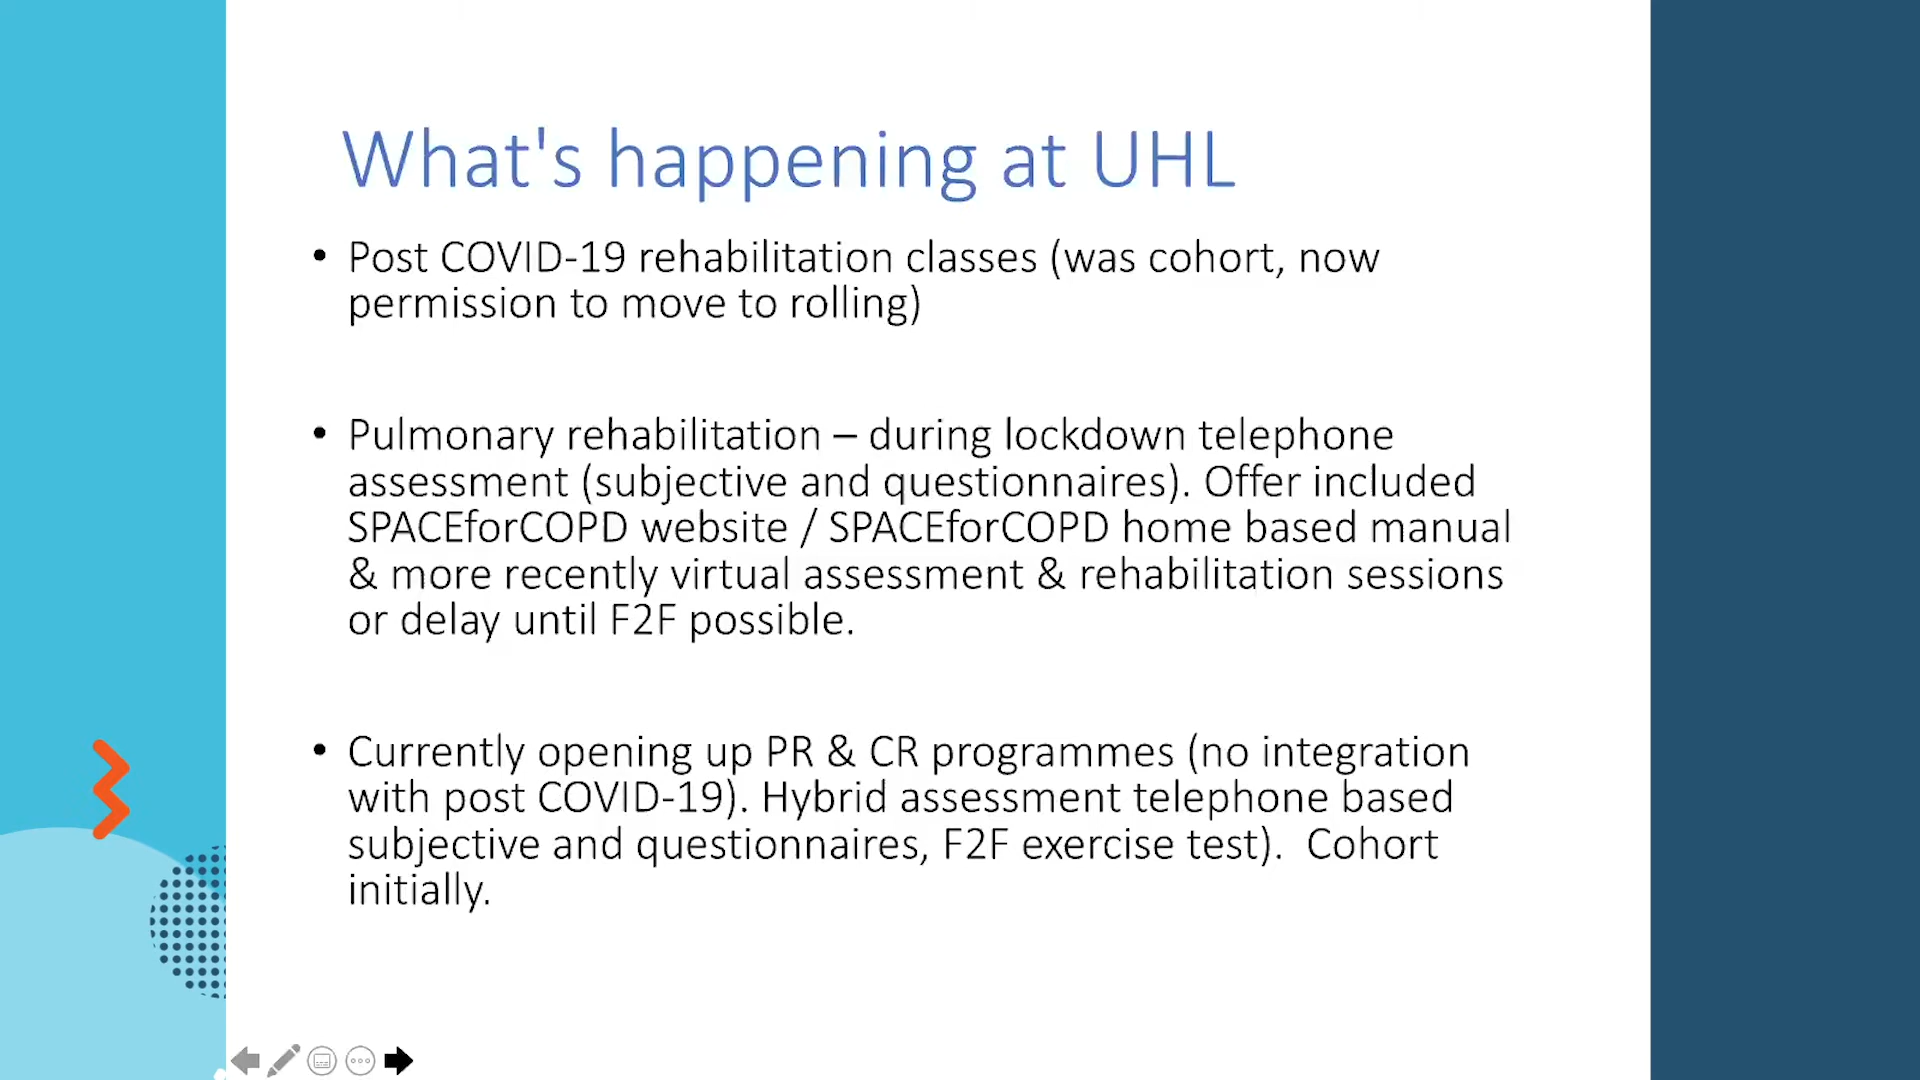 What's happening at UHL
• Post COVID-19 rehabilitation classes (was cohort, now
permission to move to rolling)
• Pulmonary rehabilitation – during lockdown telephone
assessment (subjective and questionnaires). Offer included
SPACEforCOPD website / SPACEforCOPD home based manual
& more recently virtual assessment & rehabilitation sessions
or delay until F2F possible.
• Currently opening up PR & CR programmes (no integration
with post COVID-19). Hybrid assessment telephone based
subjective and questionnaires, F2F exercise test).  Cohort
initially.